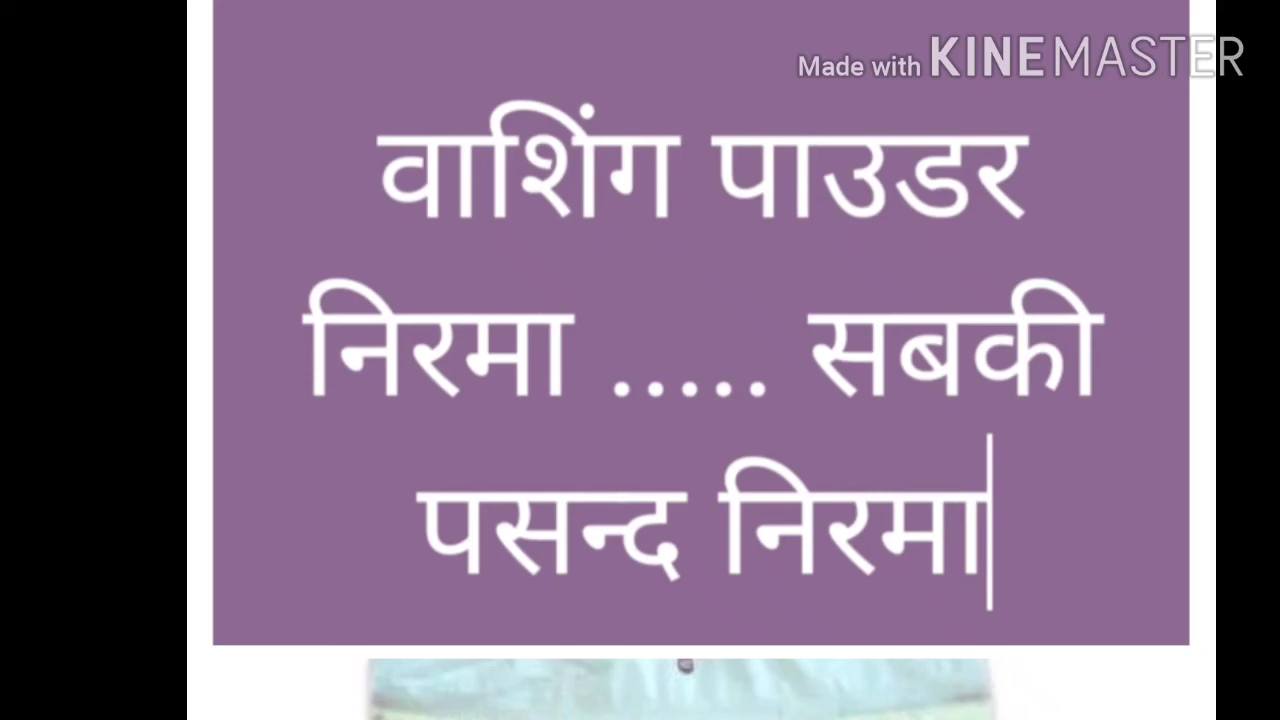 Made with KINEMASTER
वाशिंग पाउडर
निरमा ..... सबकी
पसन्द निरमा